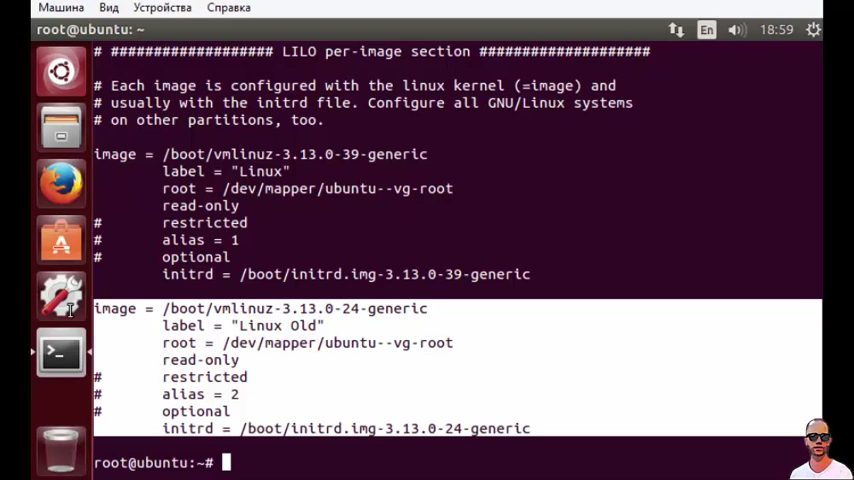 Машина Вид Устройства Справка
root@ubuntu: ~ En 18:59
# ################### LILO per-image section ####################
# Each image is configured with the linux kernel (=image) and
# usually with the initrd file. Configure all GNU/Linux systems
# on other partitions, too.
image = /boot/vmlinuz-3.13.0-39-generic
label = "Linux"
root = /dev/mapper/ubuntu--vg-root
read-only
# restricted
# alias = 1
# optional
initrd = /boot/initrd.img-3.13.0-39-generic
image = /boot/vmlinuz-3.13.0-24-generic
label = "Linux Old"
root = /dev/mapper/ubuntu--vg-root
read-only
# restricted
# alias = 2
# optional
initrd = /boot/initrd.img-3.13.0-24-generic
root@ubuntu:~#